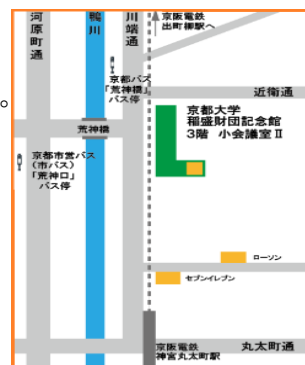 河原町通
鴨川
川端通
京阪電鉄
出町柳駅へ
京都バス
「荒神橋」
バス停
近衛通
京都大学
稲盛財団記念館
3階 小会議室Ⅱ
荒神橋
京都市営バス
(市バス)
「荒神口」
バス停
ローソン
セブンイレブン
京阪電鉄
神宮丸太町駅
丸太町通